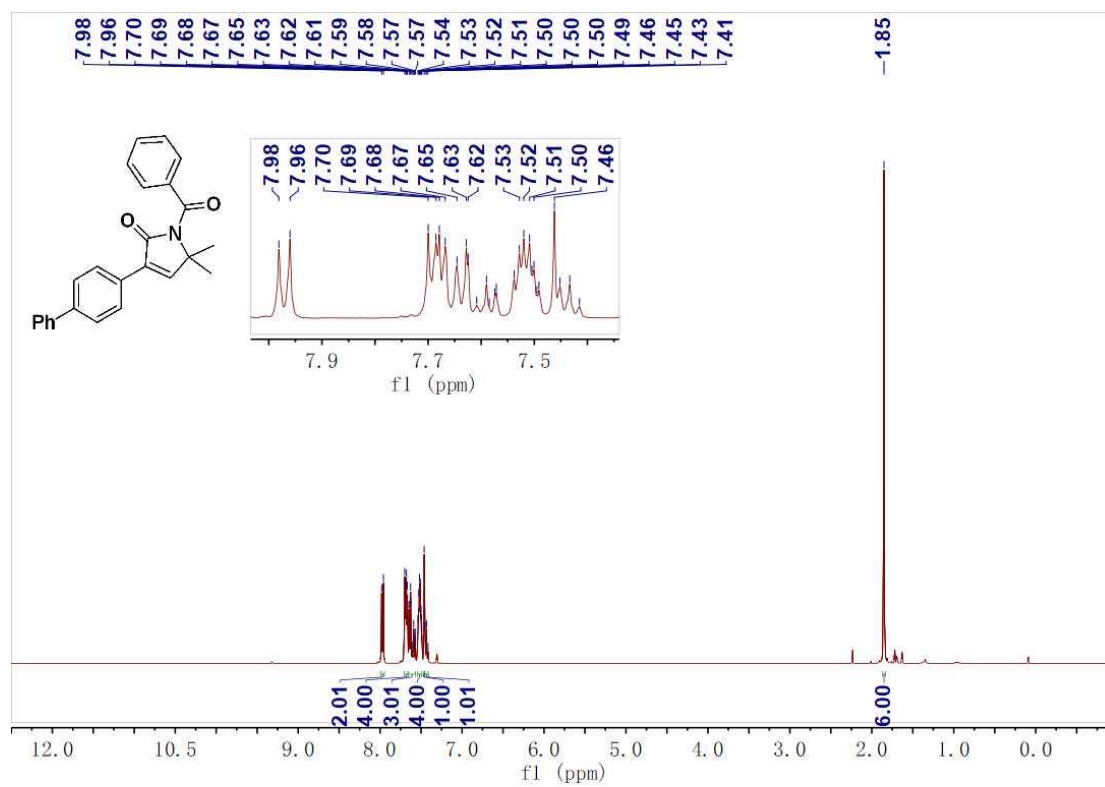 7.98 7.96 7.70 7.69 7.68 7.67 7.65 7.63 7.62 7.61 7.59 7.58 7.57 7.57 7.54 7.53 7.52 7.51 7.50 7.50 7.50 7.49 7.46 7.45 7.43 7.41 1.85
7.98 7.96 7.70 7.69 7.68 7.67 7.65 7.63 7.62 7.53 7.52 7.51 7.50 7.46
O
O
N
Ph
7.9 7.7 7.5
f1 (ppm)
2.01 4.00 3.01 4.00 1.00 1.01 6.00
12.0 10.5 9.0 8.0 7.0 6.0 5.0 4.0 3.0 2.0 1.0 0.0
f1 (ppm)